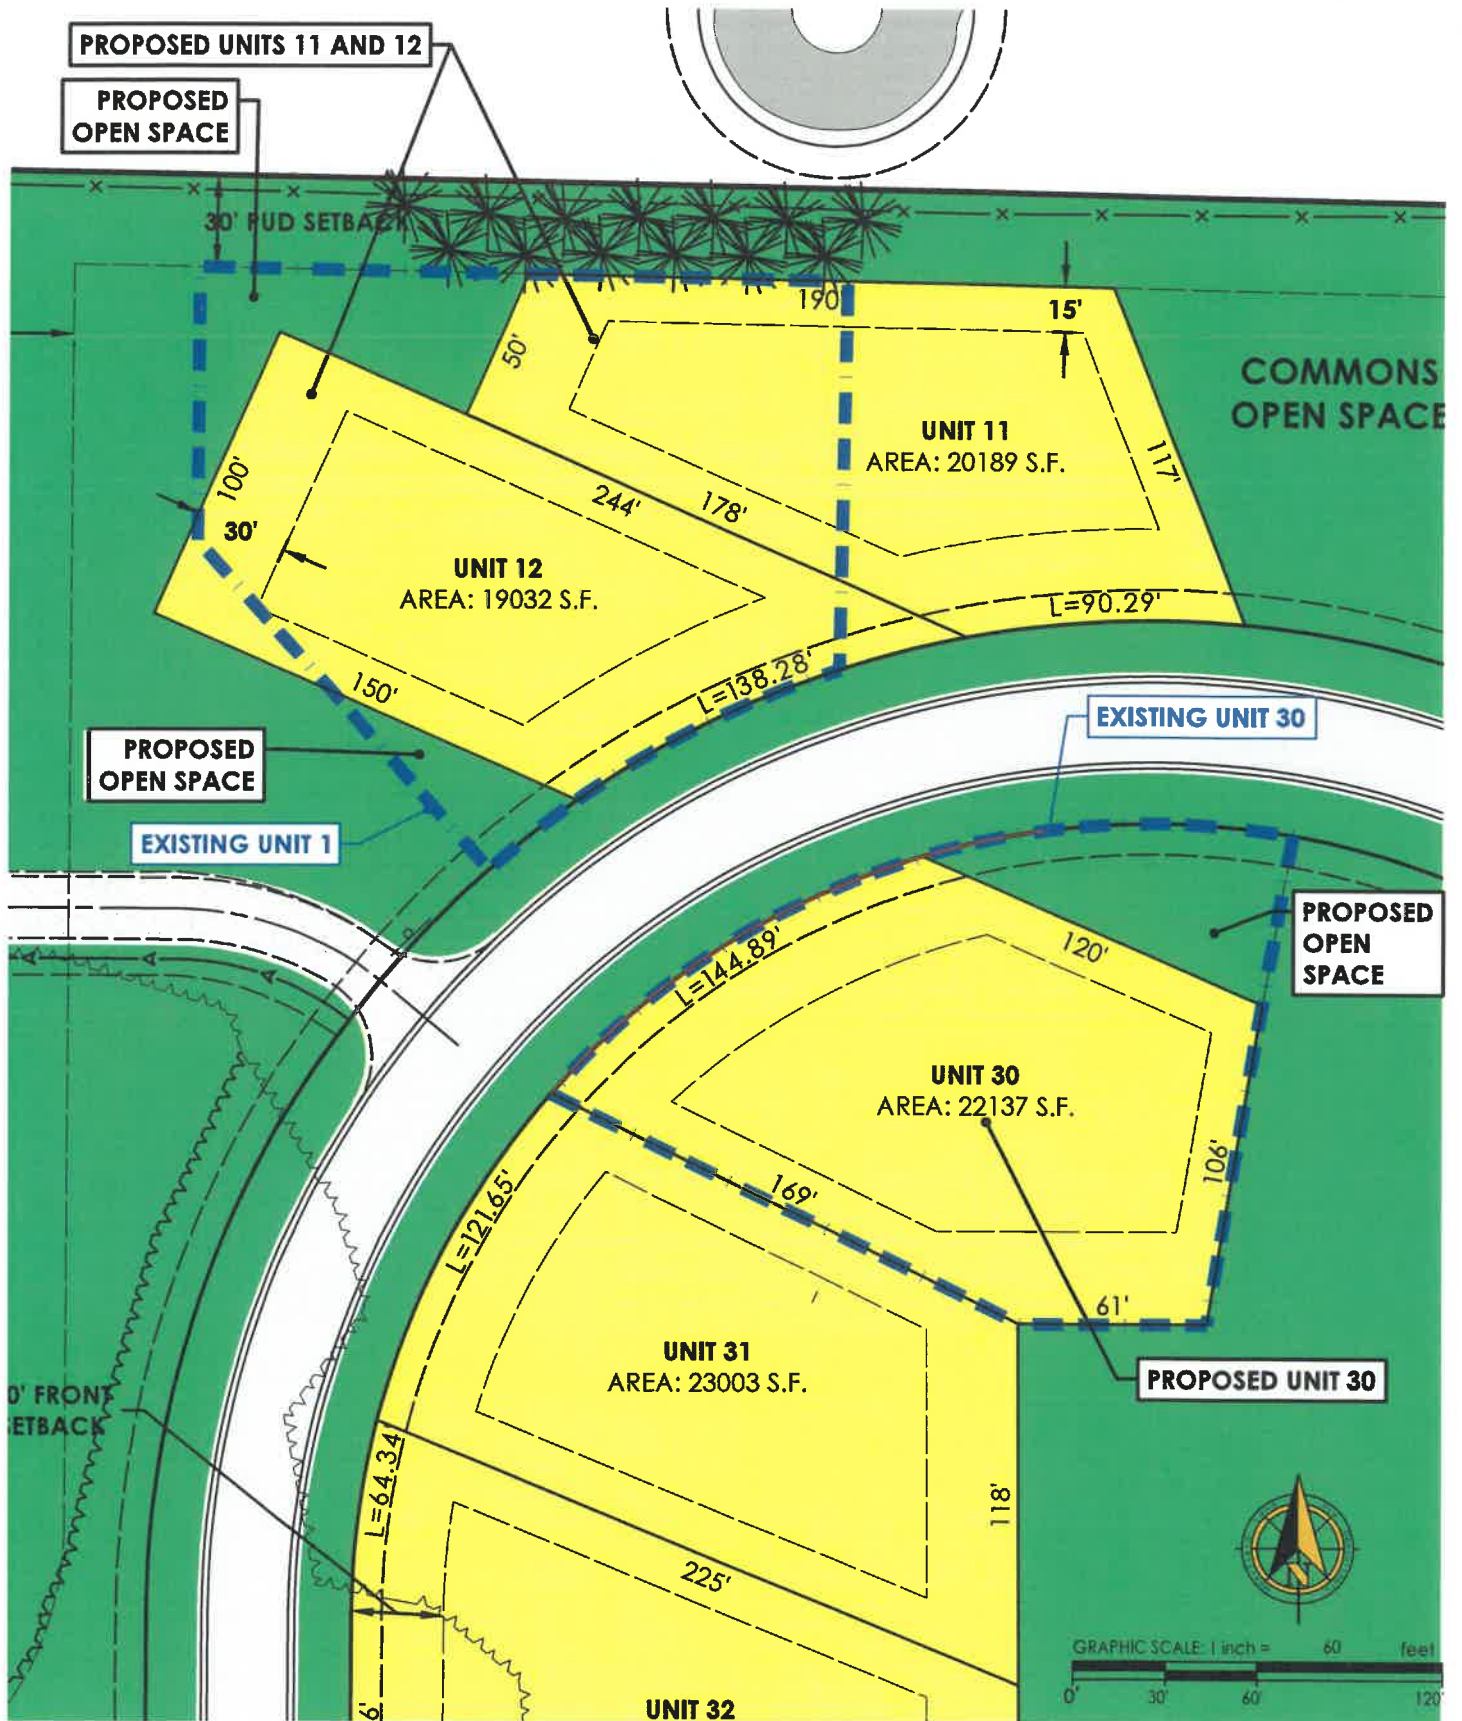 PROPOSED UNITS 11 AND 12
PROPOSED
OPEN SPACE
30' PUD SETBACK
190'
15'
50'
COMMONS
OPEN SPACE
UNIT 11
AREA: 20189 S.F.
117'
100'
244'
178'
30'
UNIT 12
AREA: 19032 S.F.
L=90.29'
L=138.28'
150'
EXISTING UNIT 30
PROPOSED
OPEN SPACE
EXISTING UNIT 1
PROPOSED
OPEN
SPACE
120'
L=144.89'
UNIT 30
AREA: 22137 S.F.
106'
169'
L=121.65'
61'
UNIT 31
AREA: 23003 S.F.
PROPOSED UNIT 30
0' FRONT
SETBACK
L=64.34'
118'
225'
N
GRAPHIC SCALE: 1 inch = 60 feet
0' 30' 60' 120'
6'
UNIT 32